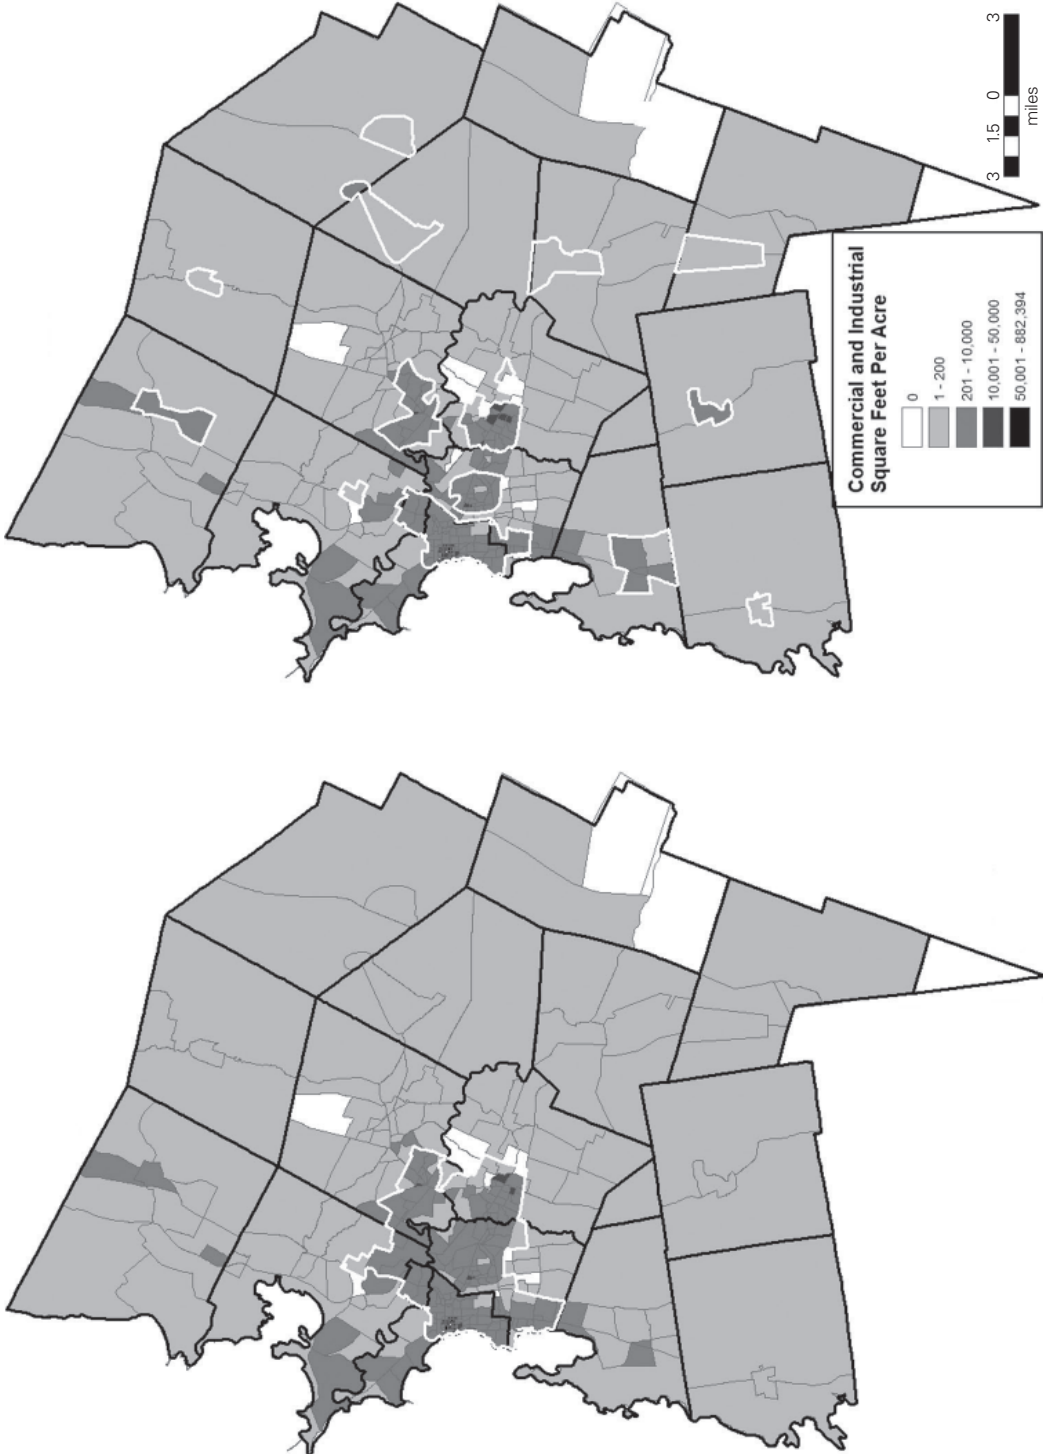 Commercial and Industrial
Square Feet Per Acre
0
1 - 200
201 - 10,000
10,001 - 50,000
50,001 - 882,394
3 1.5 0 3
miles